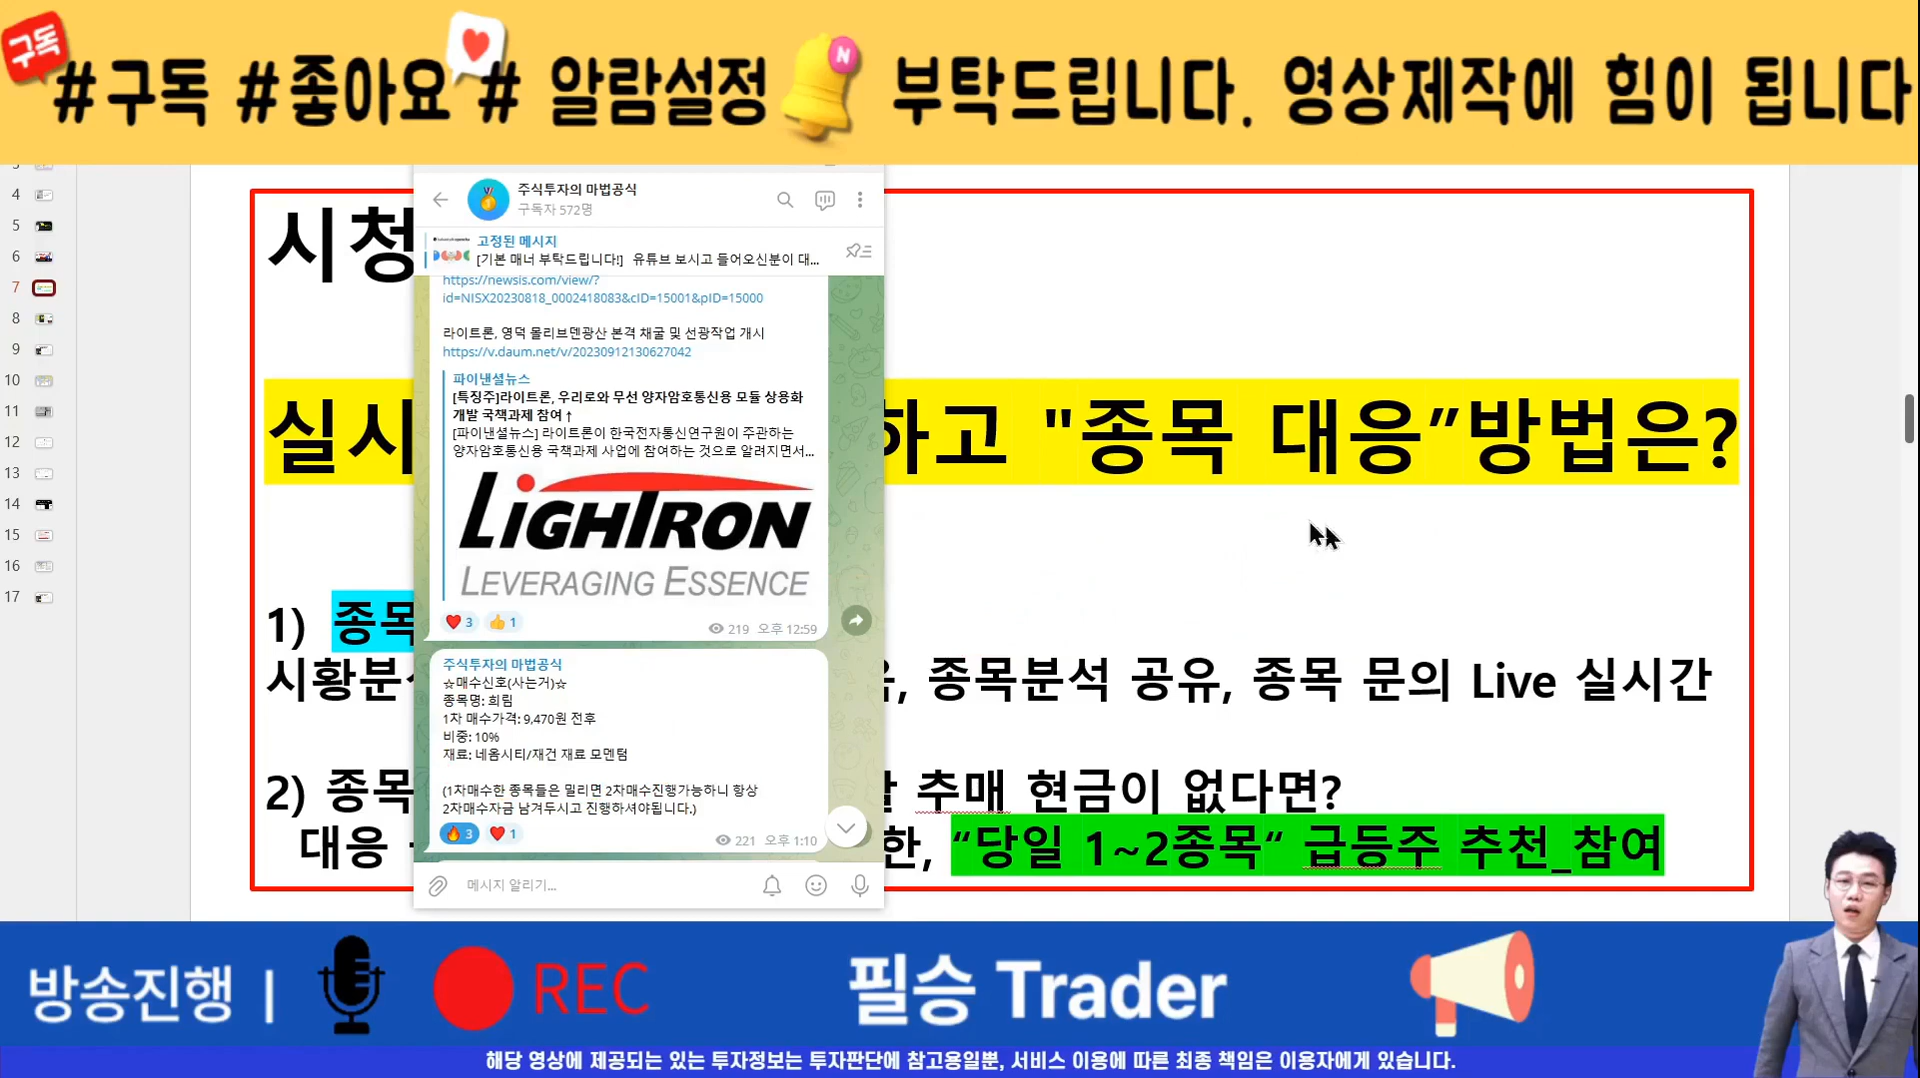 구독
#구독 #좋아요 # 알람설정 N 부탁드립니다. 영상제작에 힘이 됩니다
4
5
6
7
8
9
10
11
12
13
14
15
16
17
시청
실시
하고 "종목 대응”방법은?
1) 종목
시황분
, 종목분석 공유, 종목 문의 Live 실시간
2) 종목
추매 현금이 없다면?
대응
한, “당일 1~2종목“ 급등주 추천_참여
주식투자의 마법공식
구독자 572명
고정된 메시지
[기본 매너 부탁드립니다!] 유튜브 보시고 들어오신분이 대...
https://newsis.com/view/?
id=NISX20230818_0002418083&cID=15001&pID=15000
라이트론, 영덕 몰리브덴광산 본격 채굴 및 선광작업 개시
https://v.daum.net/v/20230912130627042
파이낸셜뉴스
[특징주]라이트론, 우리로와 무선 양자암호통신용 모듈 상용화
개발 국책과제 참여↑
[파이낸셜뉴스] 라이트론이 한국전자통신연구원이 주관하는
양자암호통신용 국책과제 사업에 참여하는 것으로 알려지면서...
LIGHTRON
LEVERAGING ESSENCE
3 1
219 오후 12:59
주식투자의 마법공식
☆매수신호(사는거)☆
종목명: 희림
1차 매수가격: 9,470원 전후
비중: 10%
재료: 네옴시티/재건 재료 모멘텀
(1차매수한 종목들은 밀리면 2차매수진행가능하니 항상
2차매수자금 남겨두시고 진행하셔야됩니다.)
3 1
221 오후 1:10
메시지 알리기...
방송진행 | REC 필승 Trader
해당 영상에 제공되는 있는 투자정보는 투자판단에 참고용일뿐, 서비스 이용에 따른 최종 책임은 이용자에게 있습니다.